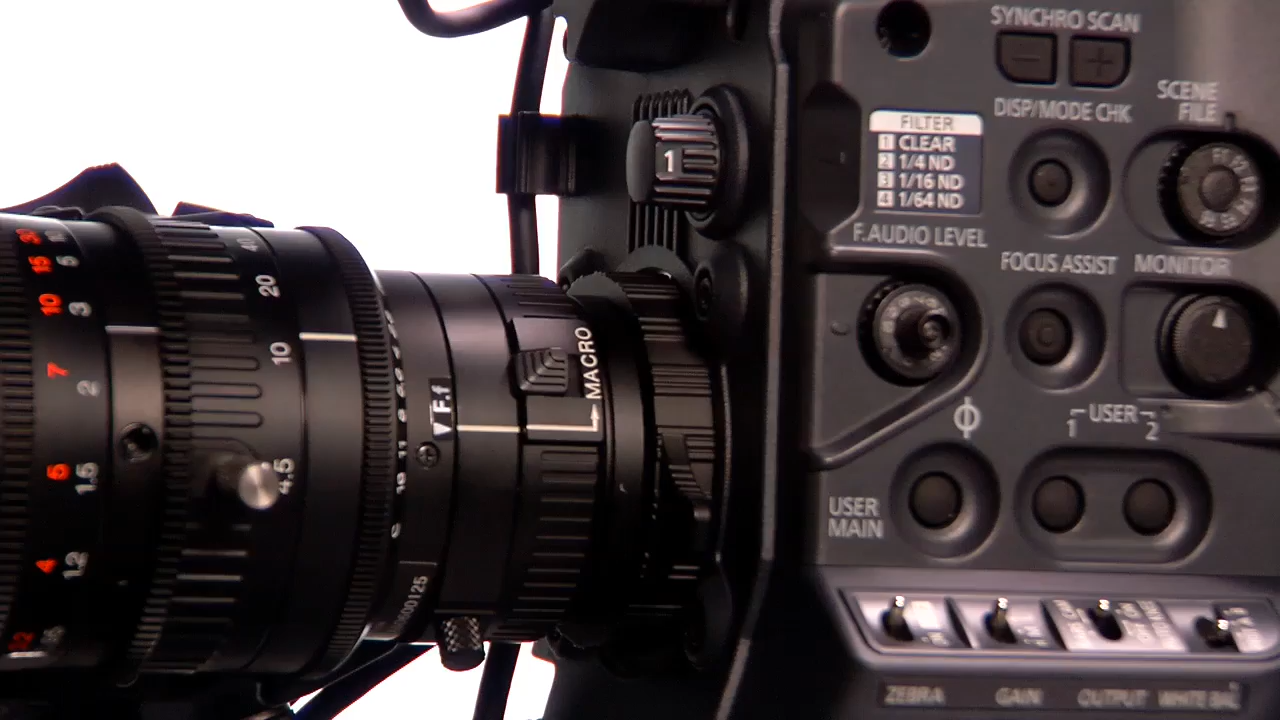 SYNCHRO SCAN
− +
DISP/MODE CHK
SCENE
FILE
FILTER
1 CLEAR
2 1/4 ND
3 1/16 ND
4 1/64 ND
1
F.AUDIO LEVEL
FOCUS ASSIST
MONITOR
USER
1 2
USER
MAIN
ZEBRA
GAIN
OUTPUT
WHITE BAL
MACRO
F.f
40
20
10
4.5
30
15
10
7
5
3
2
1.5
4
1.2